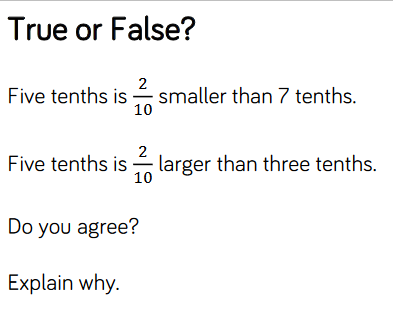 True or False?
Five tenths is 2/10 smaller than 7 tenths.
Five tenths is 2/10 larger than three tenths.
Do you agree?
Explain why.